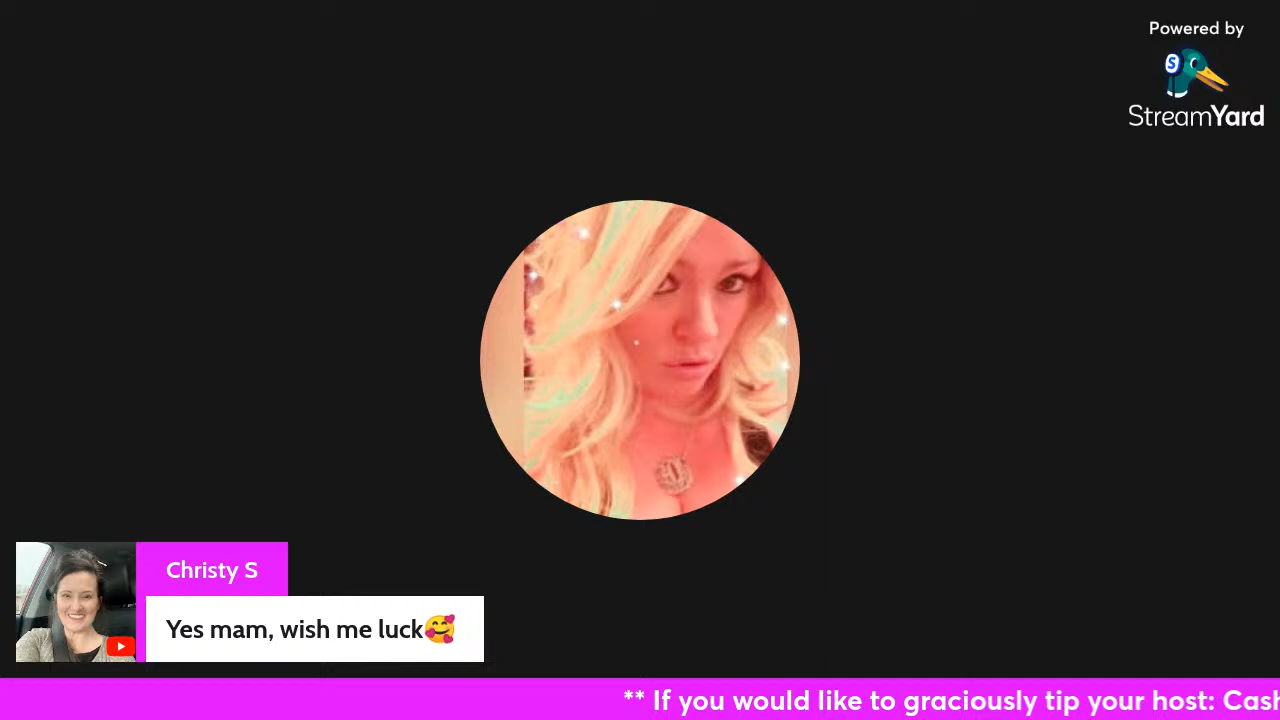 Powered by
StreamYard
Christy S
Yes mam, wish me luck🥰
** If you would like to graciously tip your host: Cash